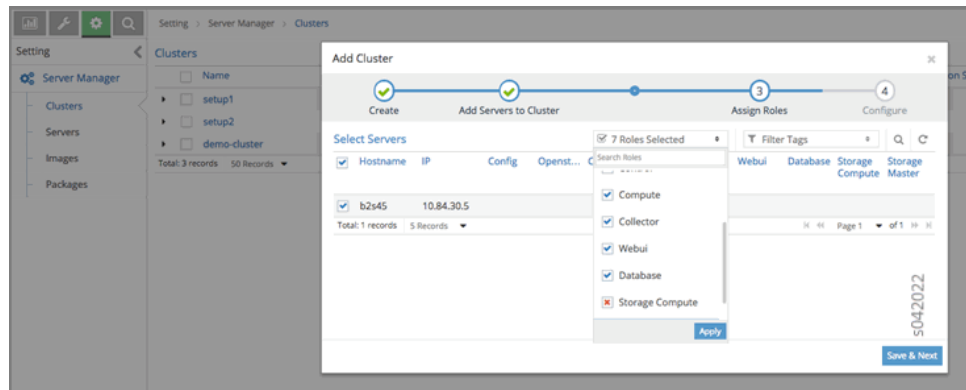 Setting > Server Manager > Clusters
Setting
Server Manager
Clusters
Servers
Images
Packages
Clusters
Name
setup1
setup2
demo-cluster
Total: 3 records 50 Records
on S
Add Cluster
Create
Add Servers to Cluster
3
Assign Roles
4
Configure
Select Servers
7 Roles Selected
Filter Tags
Search Roles
Hostname IP Config Openst... C Webui Database Storage Compute Storage Master
b2s45 10.84.30.5
Total: 1 records 5 Records
Page 1 of 1
Compute
Collector
Webui
Database
Storage Compute
Apply
Save & Next
s042022